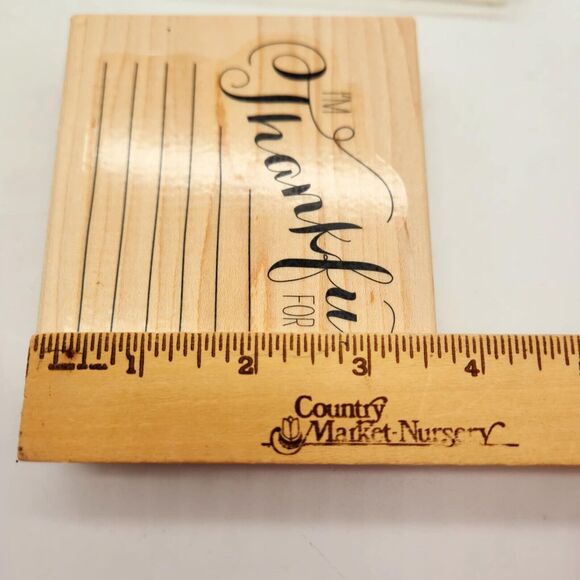 I'M
Thankfu
FOR
1 2 3 4
Country
Market-Nursery